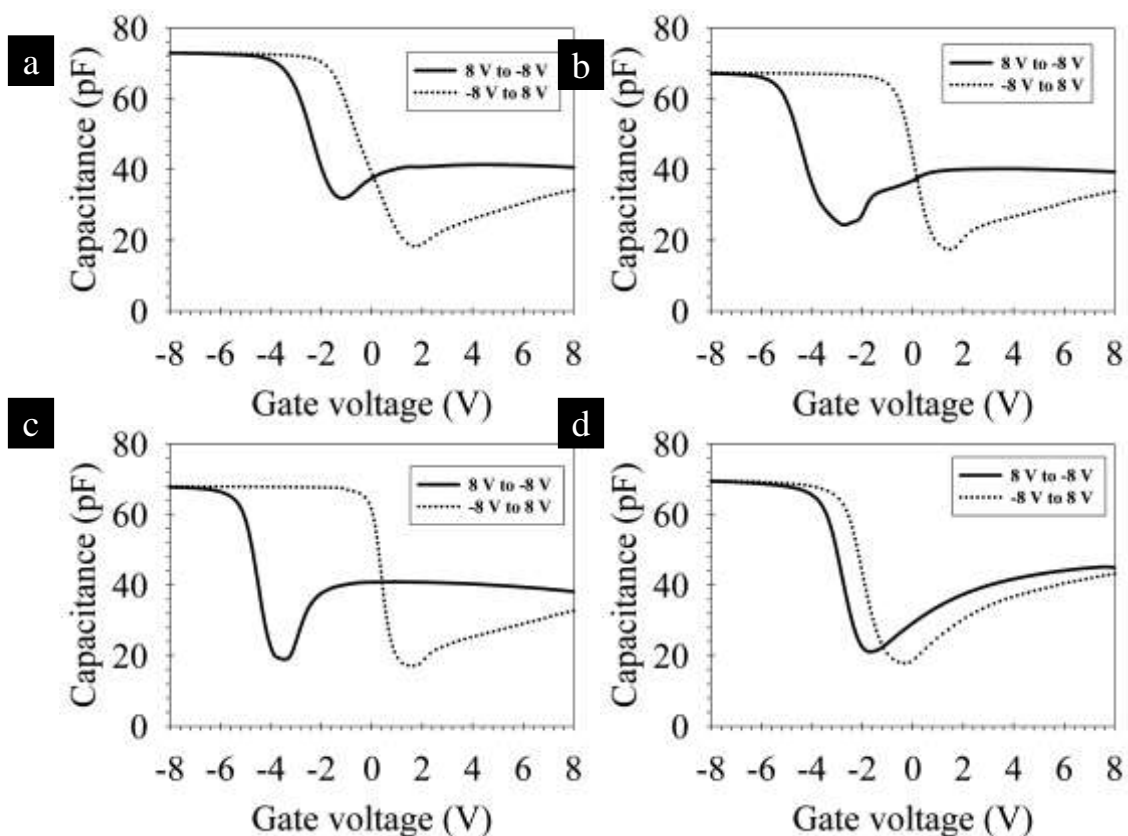 a
80
60
40
20
0
Capacitance (pF)
8 V to -8 V
-8 V to 8 V
-8 -6 -4 -2 0 2 4 6 8
Gate voltage (V)
b
80
60
40
20
0
Capacitance (pF)
8 V to -8 V
-8 V to 8 V
-8 -6 -4 -2 0 2 4 6 8
Gate voltage (V)
c
80
60
40
20
0
Capacitance (pF)
8 V to -8 V
-8 V to 8 V
-8 -6 -4 -2 0 2 4 6 8
Gate voltage (V)
d
80
60
40
20
0
Capacitance (pF)
8 V to -8 V
-8 V to 8 V
-8 -6 -4 -2 0 2 4 6 8
Gate voltage (V)